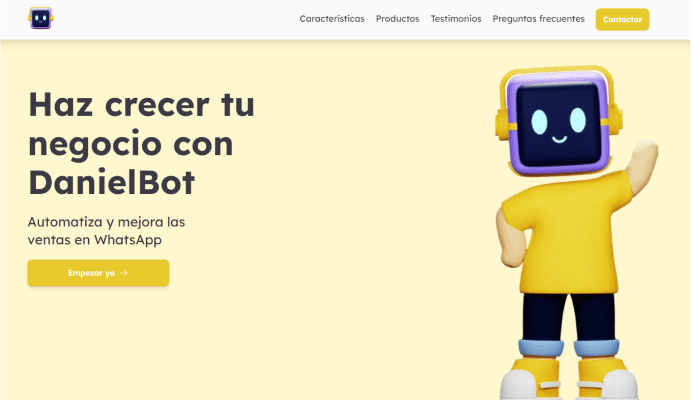 Características Productos Testimonios Preguntas frecuentes Contactar
Haz crecer tu
negocio con
DanielBot
Automatiza y mejora las
ventas en WhatsApp
Empezar ya →